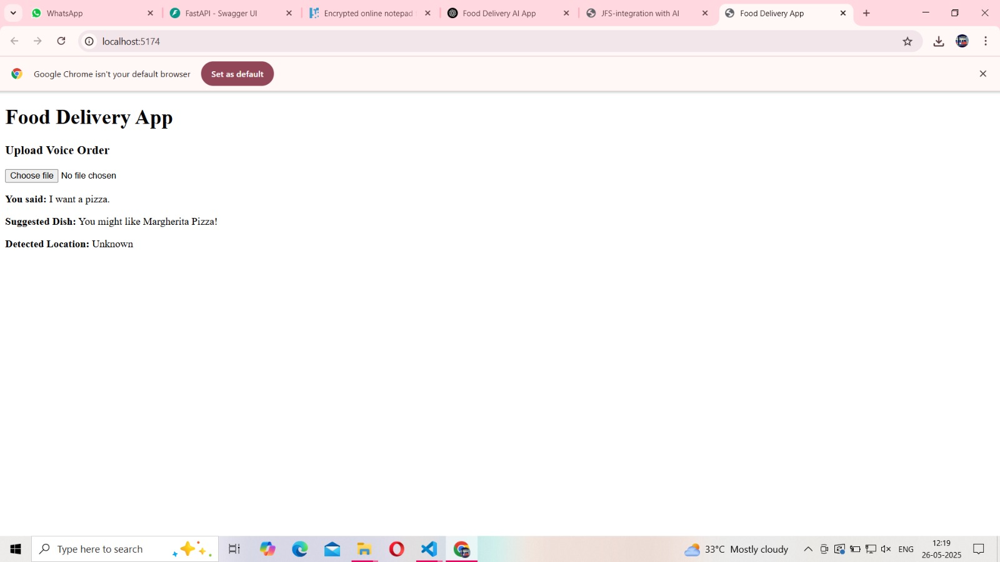 WhatsApp
FastAPI - Swagger UI
Encrypted online notepad
Food Delivery AI App
JFS-integration with AI
Food Delivery App
localhost:5174
Google Chrome isn't your default browser
Set as default
Food Delivery App
Upload Voice Order
Choose file No file chosen
You said: I want a pizza.
Suggested Dish: You might like Margherita Pizza!
Detected Location: Unknown
Type here to search
33°C Mostly cloudy
ENG
12:19
26-05-2025